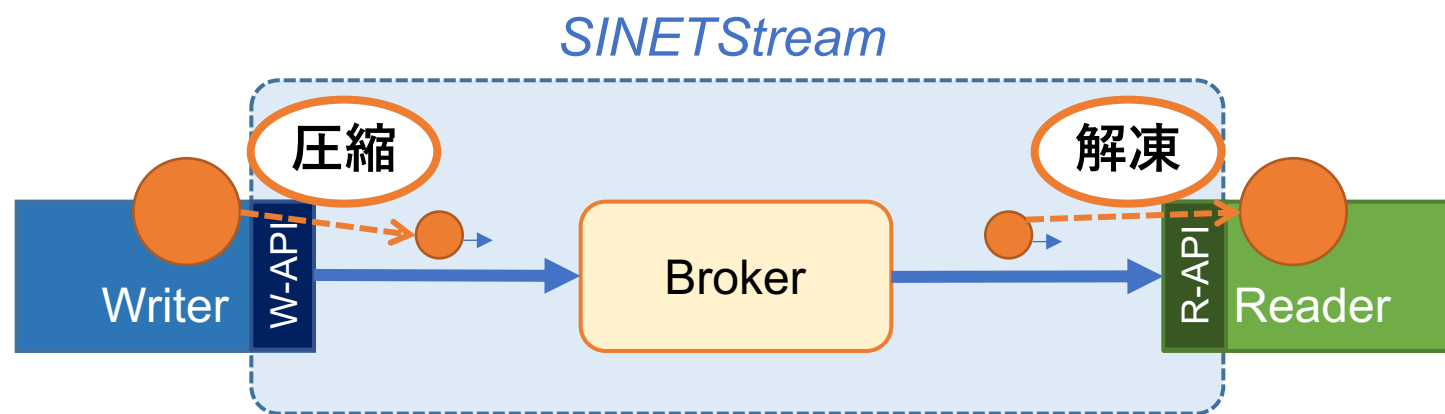 SINETStream
圧縮
解凍
Writer
W-API
Broker
R-API
Reader